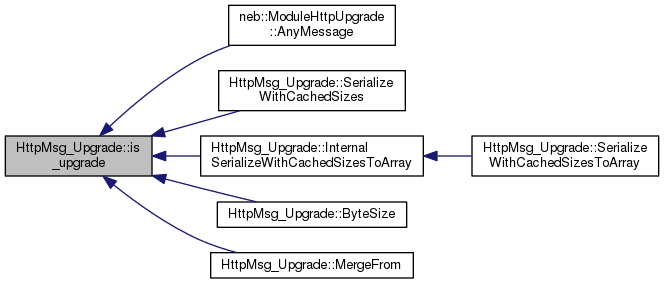 neb::ModuleHttpUpgrade
::AnyMessage
HttpMsg_Upgrade::Serialize
WithCachedSizes
HttpMsg_Upgrade::is
_upgrade
HttpMsg_Upgrade::Internal
SerializeWithCachedSizesToArray
HttpMsg_Upgrade::Serialize
WithCachedSizesToArray
HttpMsg_Upgrade::ByteSize
HttpMsg_Upgrade::MergeFrom